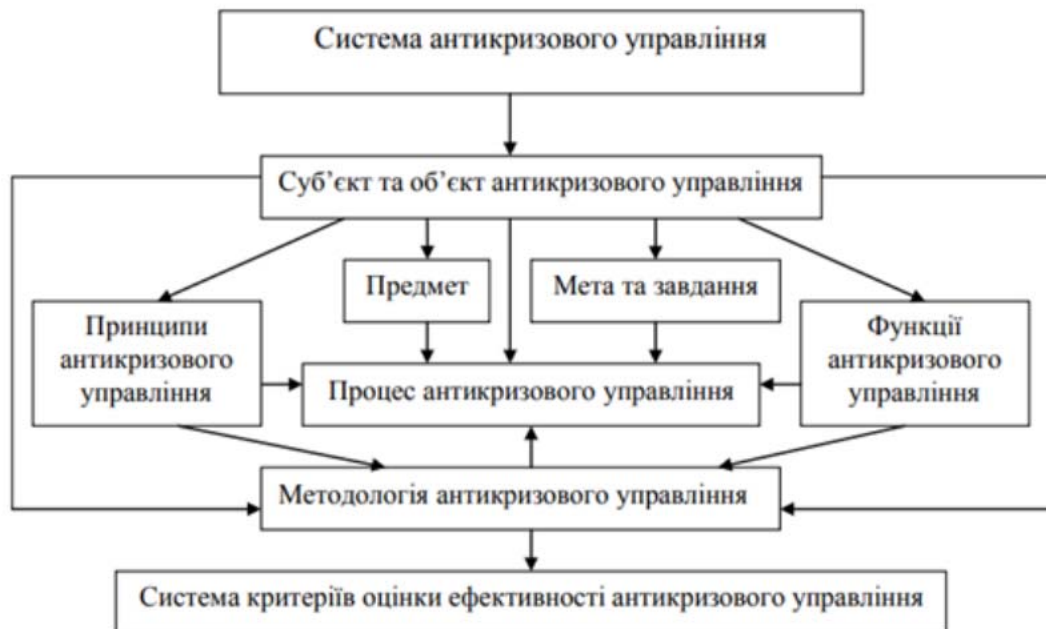 Система антикризового управління
Суб’єкт та об’єкт антикризового управління
Предмет
Мета та завдання
Принципи
антикризового
управління
Функції
антикризового
управління
Процес антикризового управління
Методологія антикризового управління
Система критеріїв оцінки ефективності антикризового управління